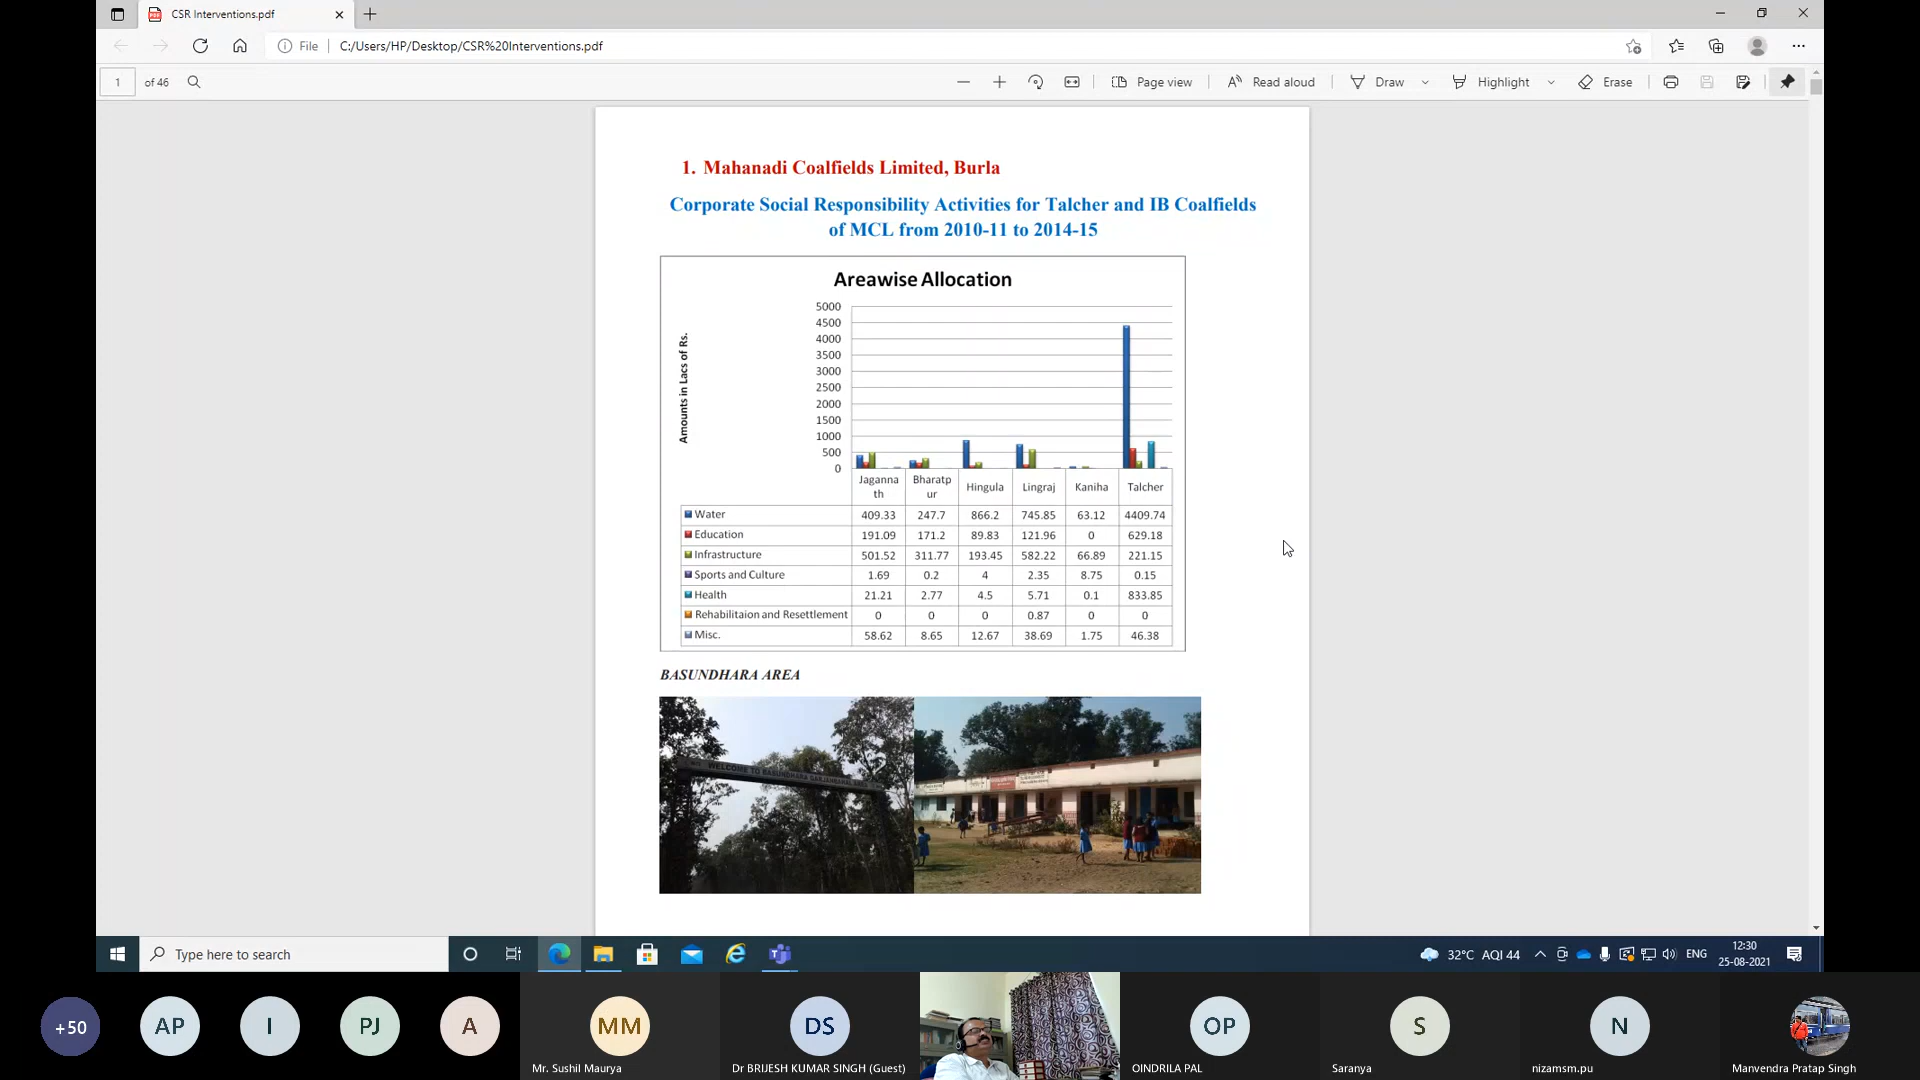 CSR Interventions.pdf
File
C:/Users/HP/Desktop/CSR%20Interventions.pdf
1 of 46
Page view
Read aloud
Draw
Highlight
Erase
1. Mahanadi Coalfields Limited, Burla
Corporate Social Responsibility Activities for Talcher and IB Coalfields
of MCL from 2010-11 to 2014-15
Areawise Allocation
Amounts in Lacs of Rs.
5000
4500
4000
3500
3000
2500
2000
1500
1000
500
0
Jaganna
th
Bharatp
ur
Hingula
Lingraj
Kaniha
Talcher
Water 409.33 247.7 866.2 745.85 63.12 4409.74
Education 191.09 171.2 89.83 121.96 0 629.18
Infrastructure 501.52 311.77 193.45 582.22 66.89 221.15
Sports and Culture 1.69 0.2 4 2.35 8.75 0.15
Health 21.21 2.77 4.5 5.71 0.1 833.85
Rehabilitaion and Resettlement 0 0 0 0.87 0 0
Misc. 58.62 8.65 12.67 38.69 1.75 46.38
BASUNDHARA AREA
WELCOME TO BASUNDHARA
Type here to search
32°C AQI 44
ENG
12:30
25-08-2021
+50
AP
I
PJ
A
MM
Mr. Sushil Maurya
DS
Dr BRIJESH KUMAR SINGH (Guest)
OP
OINDRILA PAL
S
Saranya
N
nizamsm.pu
Manvendra Pratap Singh